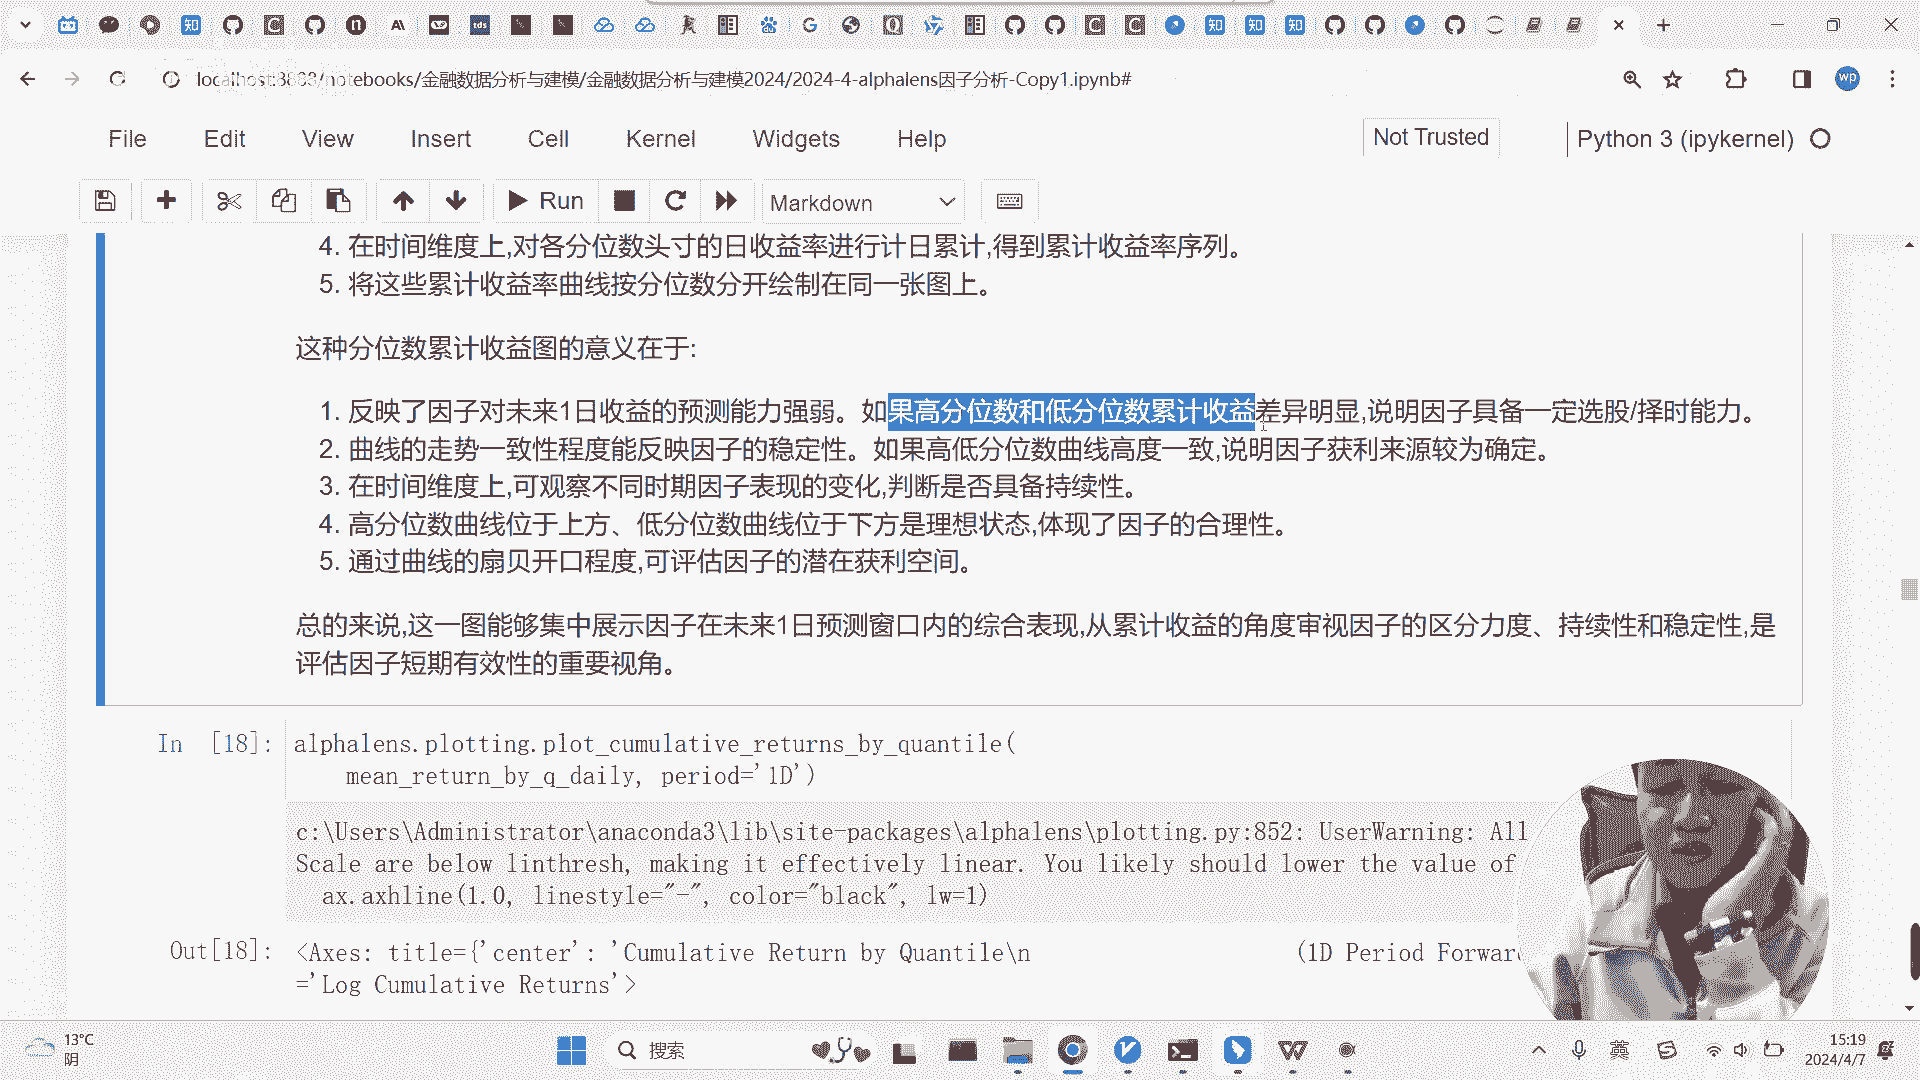 localhost:8888/notebooks/金融数据分析与建模/金融数据分析与建模2024/2024-4-alphalens因子分析-Copy1.ipynb#
wp
File Edit View Insert Cell Kernel Widgets Help
Not Trusted
Python 3 (ipykernel)
Run
Markdown
4. 在时间维度上,对各分位数头寸的日收益率进行计日累计,得到累计收益率序列。
5. 将这些累计收益率曲线按分位数分开绘制在同一张图上。
这种分位数累计收益图的意义在于:
1. 反映了因子对未来1日收益的预测能力强弱。如果高分位数和低分位数累计收益差异明显,说明因子具备一定选股/择时能力。
2. 曲线的走势一致性程度能反映因子的稳定性。如果高低分位数曲线高度一致,说明因子获利来源较为确定。
3. 在时间维度上,可观察不同时期因子表现的变化,判断是否具备持续性。
4. 高分位数曲线位于上方、低分位数曲线位于下方是理想状态,体现了因子的合理性。
5. 通过曲线的扇贝开口程度,可评估因子的潜在获利空间。
总的来说,这一图能够集中展示因子在未来1日预测窗口内的综合表现,从累计收益的角度审视因子的区分力度、持续性和稳定性,是
评估因子短期有效性的重要视角。
In [18]: alphalens.plotting.plot_cumulative_returns_by_quantile(
mean_return_by_q_daily, period='1D')
c:\Users\Administrator\anaconda3\lib\site-packages\alphalens\plotting.py:852: UserWarning: All
Scale are below linthresh, making it effectively linear. You likely should lower the value of
ax.axhline(1.0, linestyle="-", color="black", lw=1)
Out[18]: <Axes: title={'center': 'Cumulative Return by Quantile\n (1D Period Forwar
='Log Cumulative Returns'>
13°C
阴
搜索
英
15:19
2024/4/7